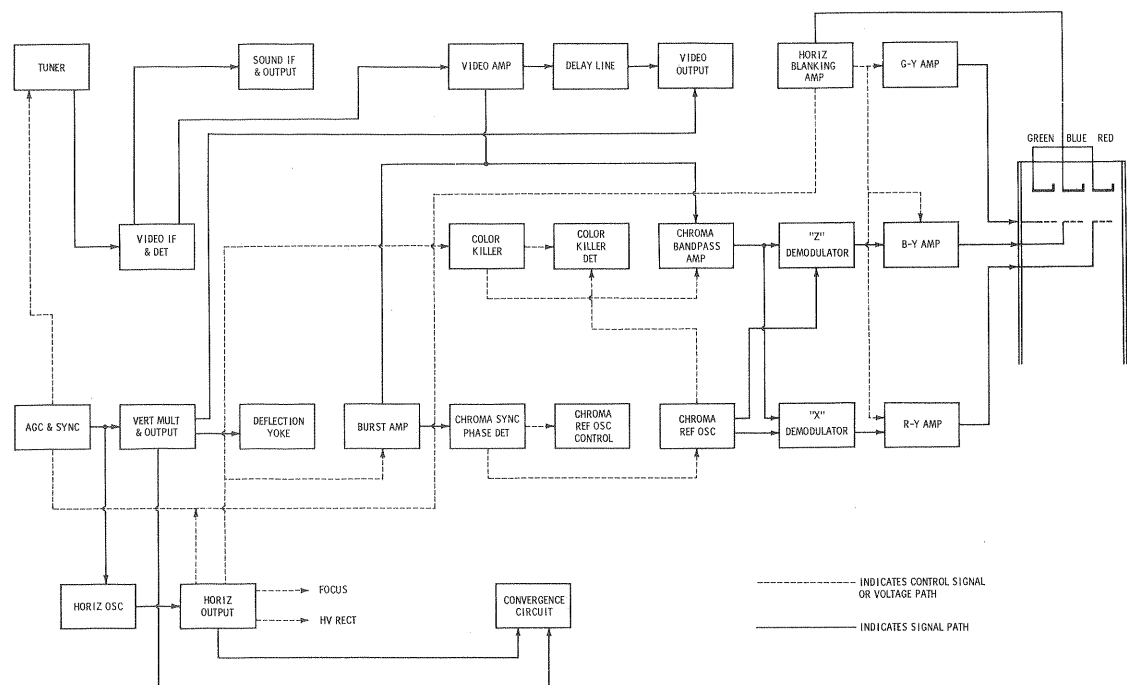 TUNER
SOUND IF
& OUTPUT
VIDEO AMP
DELAY LINE
VIDEO
OUTPUT
HORIZ
BLANKING
AMP
G-Y AMP
GREEN BLUE RED
VIDEO IF
& DET
COLOR
KILLER
COLOR
KILLER
DET
CHROMA
BANDPASS
AMP
"Z"
DEMODULATOR
B-Y AMP
AGC & SYNC
VERT MULT
& OUTPUT
DEFLECTION
YOKE
BURST AMP
CHROMA SYNC
PHASE DET
CHROMA
REF OSC
CONTROL
CHROMA
REF OSC
"X"
DEMODULATOR
R-Y AMP
HORIZ OSC
HORIZ
OUTPUT
FOCUS
HV RECT
CONVERGENCE
CIRCUIT
INDICATES CONTROL SIGNAL
OR VOLTAGE PATH
INDICATES SIGNAL PATH